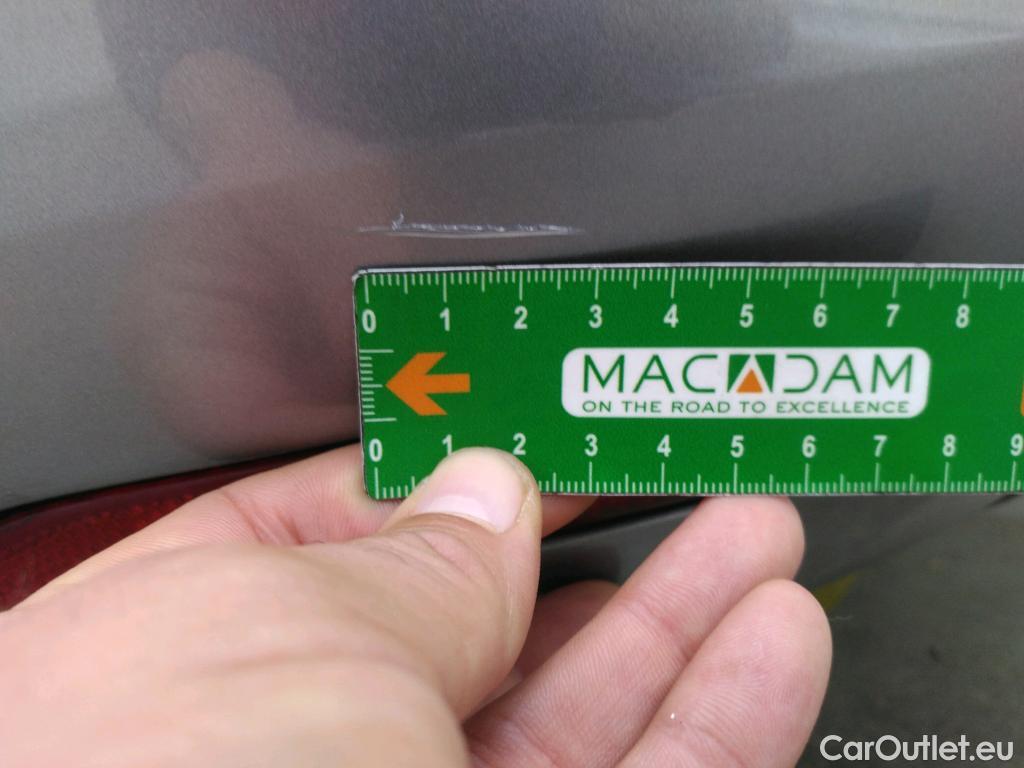 0 1 2 3 4 5 6 7 8
MACADAM
ON THE ROAD TO EXCELLENCE
0 1 2 3 4 5 6 7 8 9
CarOutlet.eu